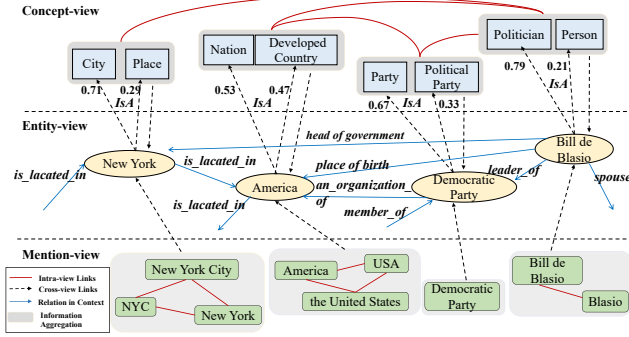 Concept-view
City
Place
Nation
Developed
Country
Party
Political
Party
Politician
Person
0.71
0.29
IsA
0.53
0.47
0.67
IsA
0.33
0.79
0.21
IsA
Entity-view
head of government
New York
is_lacated_in
is_lacated_in
place of birth
America
an_organization_
of
is_lacated_in
member_of
Democratic
Party
leader_of
Bill de
Blasio
spouse
Mention-view
Intra-view Links
Cross-view Links
Relation in Context
Information
Aggregation
New York City
NYC
New York
America
USA
the United States
Democratic
Party
Bill de
Blasio
Blasio